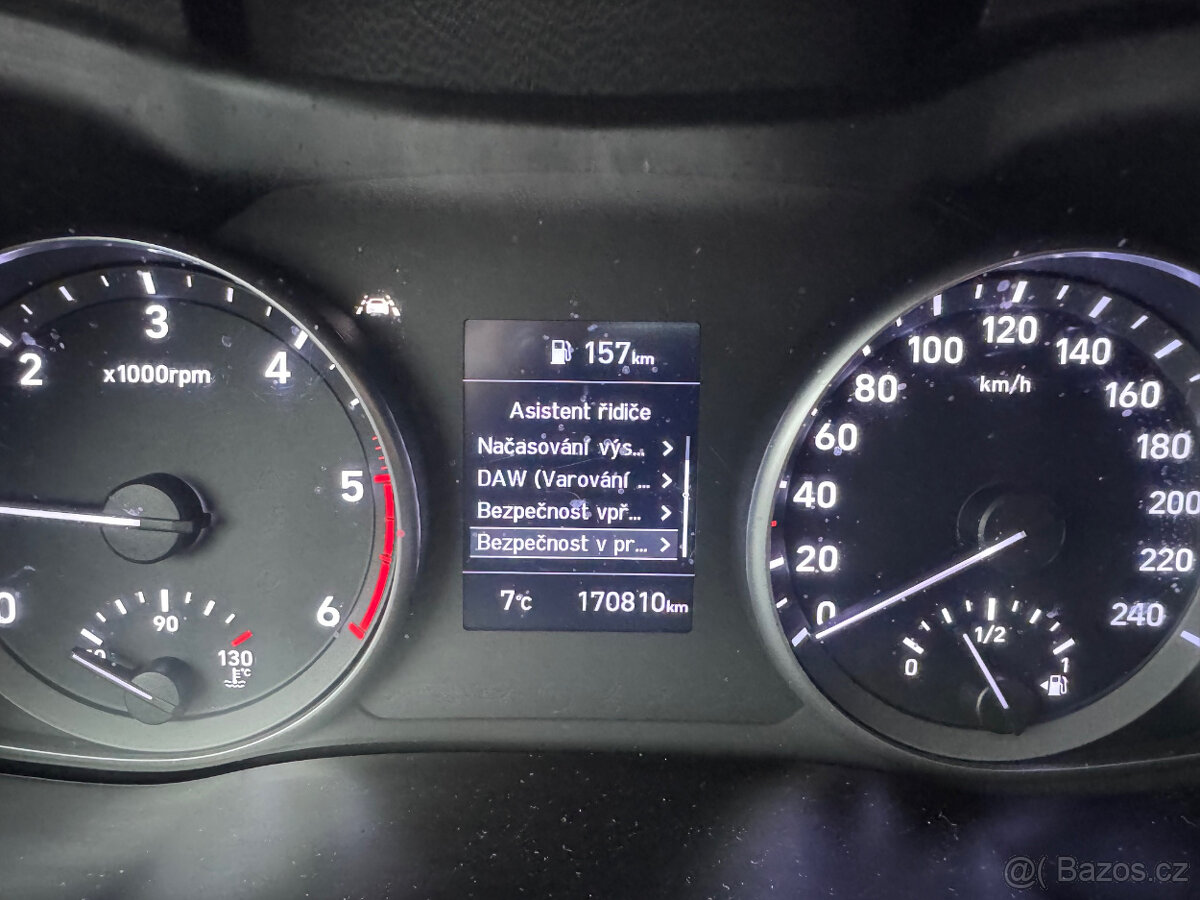 157km
Asistent řidiče
Načasování výs... >
DAW (Varování ... >
Bezpečnost vpř... >
Bezpečnost v pr... >
7°C 170810km
0
2
3
4
5
6
x1000rpm
90
130
°C
0
20
40
60
80
100
120
140
160
180
200
220
240
km/h
0
1/2
1
@( Bazos.cz